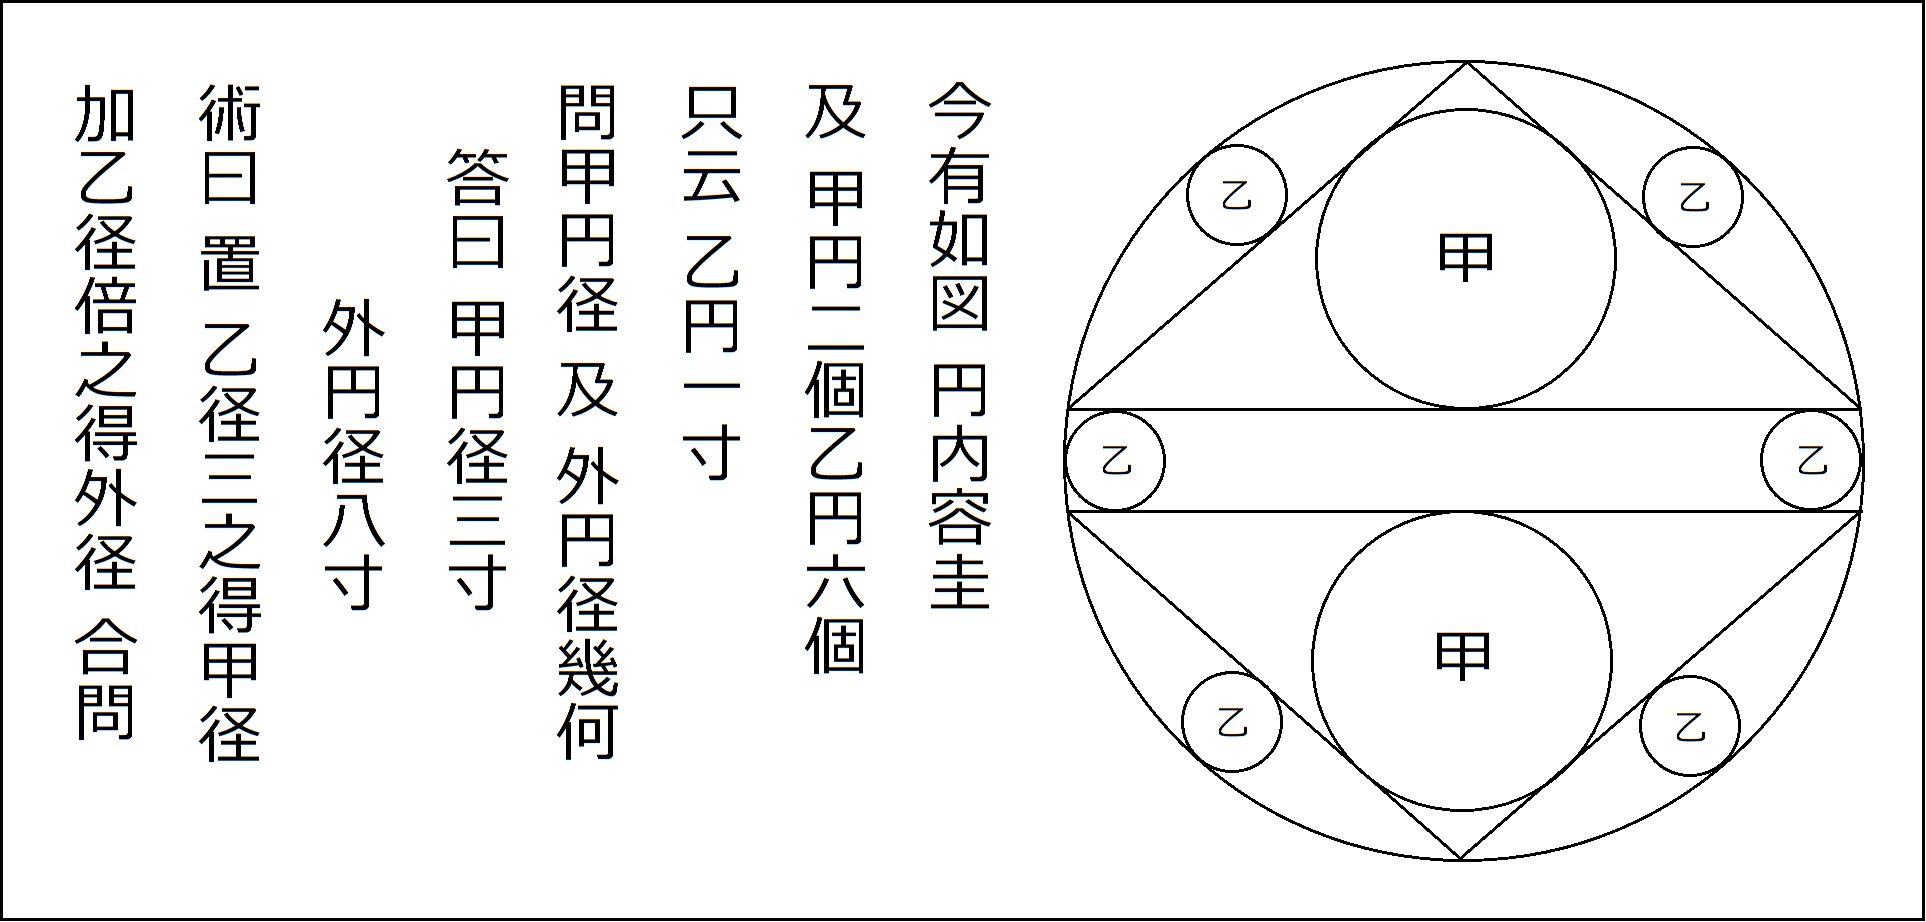 今有如図 円内容圭
及 甲円二個乙円六個
只云 乙円一寸
問甲円径 及 外円径幾何
答曰 甲円径三寸
外円径八寸
術曰 置 乙径三之得甲径
加乙径倍之得外径 合問
乙
乙
甲
乙
乙
甲
乙
乙